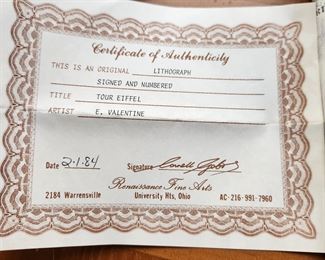 Certificate of Authenticity
THIS IS AN ORIGINAL LITHOGRAPH
SIGNED AND NUMBERED
TITLE TOUR EIFFEL
ARTIST E. VALENTINE
Date 2-1-84 Signature
Renaissance Fine Arts
2184 Warrensville University Hts, Ohio AC-216-991-7960